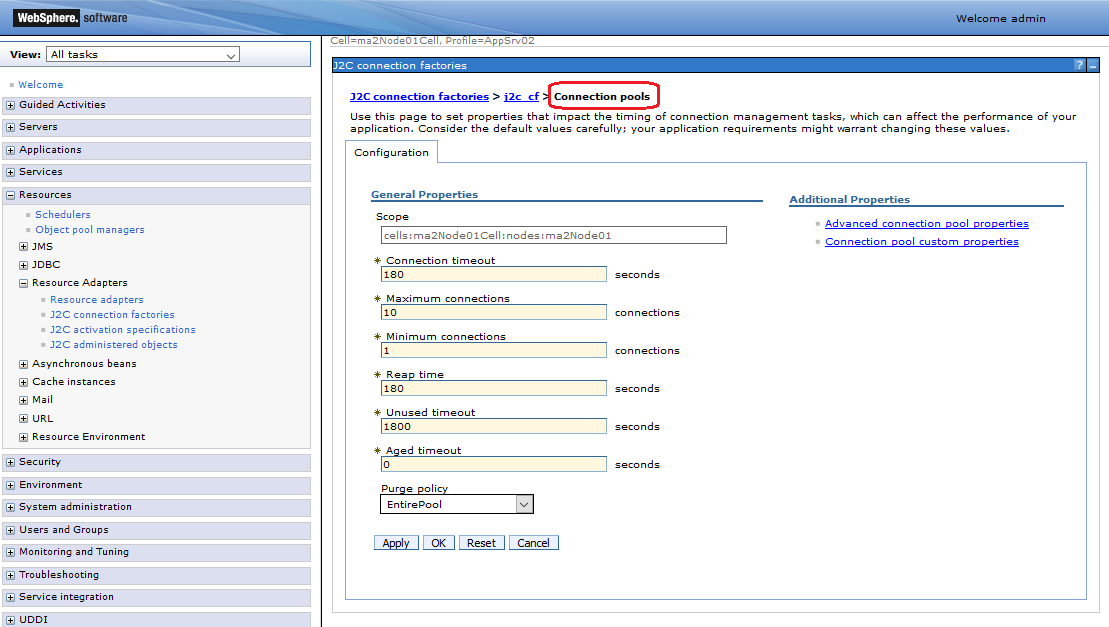 WebSphere. software
Welcome admin
View: All tasks
Welcome
Guided Activities
Servers
Applications
Services
Resources
Schedulers
Object pool managers
JMS
JDBC
Resource Adapters
Resource adapters
J2C connection factories
J2C activation specifications
J2C administered objects
Asynchronous beans
Cache instances
Mail
URL
Resource Environment
Security
Environment
System administration
Users and Groups
Monitoring and Tuning
Troubleshooting
Service integration
UDDI
Cell=ma2Node01Cell, Profile=AppSrv02
J2C connection factories
? _
J2C connection factories > j2c_cf > Connection pools
Use this page to set properties that impact the timing of connection management tasks, which can affect the performance of your
application. Consider the default values carefully; your application requirements might warrant changing these values.
Configuration
General Properties
Scope
cells:ma2Node01Cell:nodes:ma2Node01
* Connection timeout
180 seconds
* Maximum connections
10 connections
* Minimum connections
1 connections
* Reap time
180 seconds
* Unused timeout
1800 seconds
* Aged timeout
0 seconds
Purge policy
EntirePool
Apply OK Reset Cancel
Additional Properties
Advanced connection pool properties
Connection pool custom properties